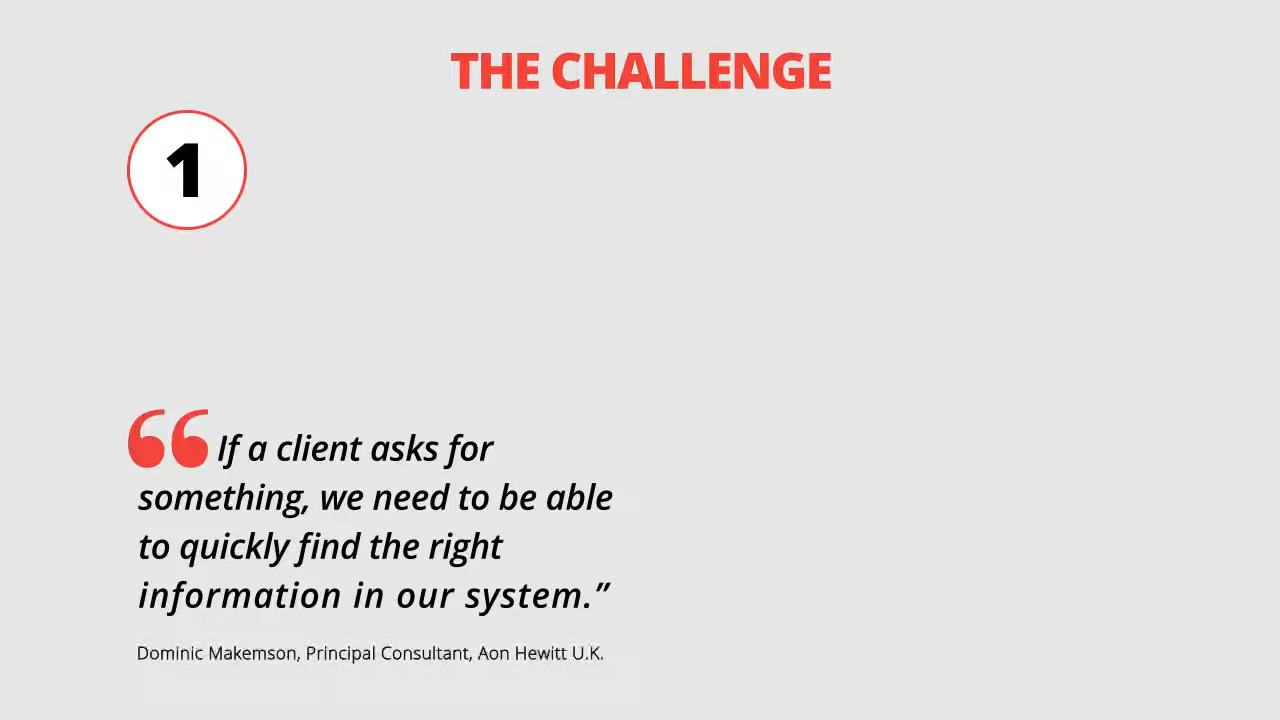 THE CHALLENGE
1
“If a client asks for
something, we need to be able
to quickly find the right
information in our system.”
Dominic Makemson, Principal Consultant, Aon Hewitt U.K.